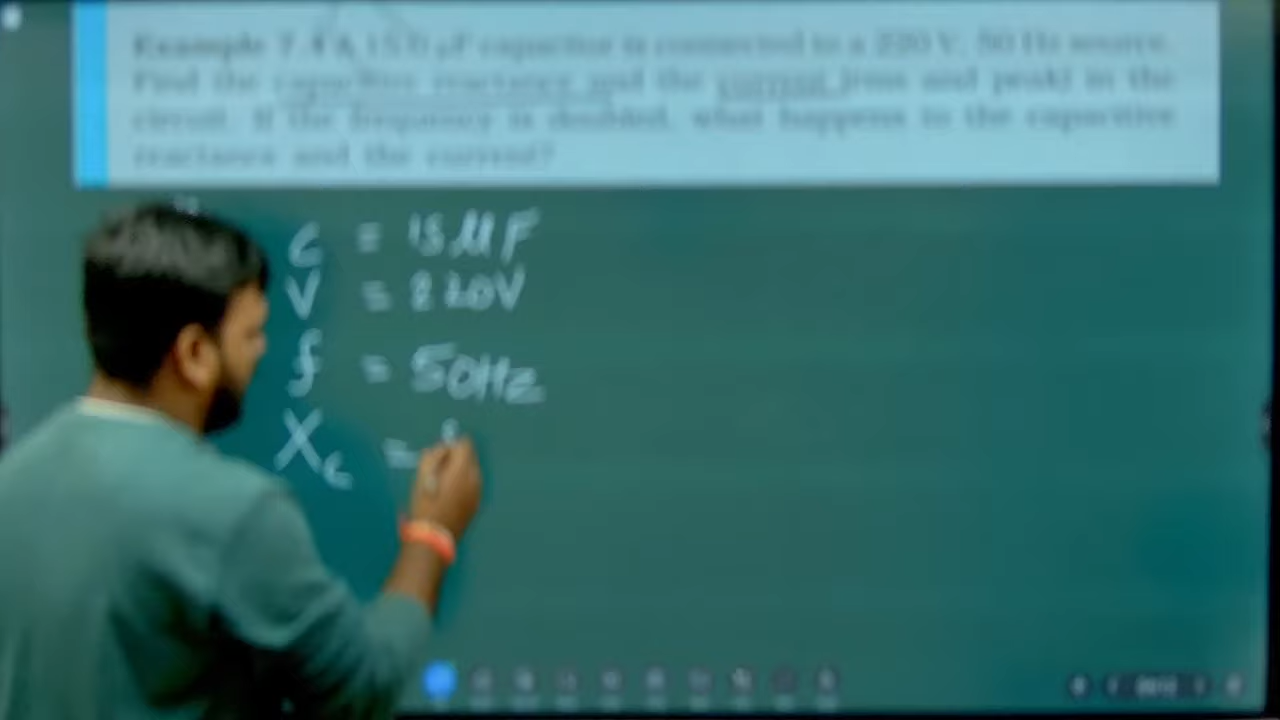 Example 7.4 A 15.0 μF capacitor is connected to a 220 V, 50 Hz source.
Find the capacitive reactance and the current (rms and peak) in the
circuit. If the frequency is doubled, what happens to the capacitive
reactance and the current?
C = 15 μF
V = 220V
f = 50Hz
Xc =